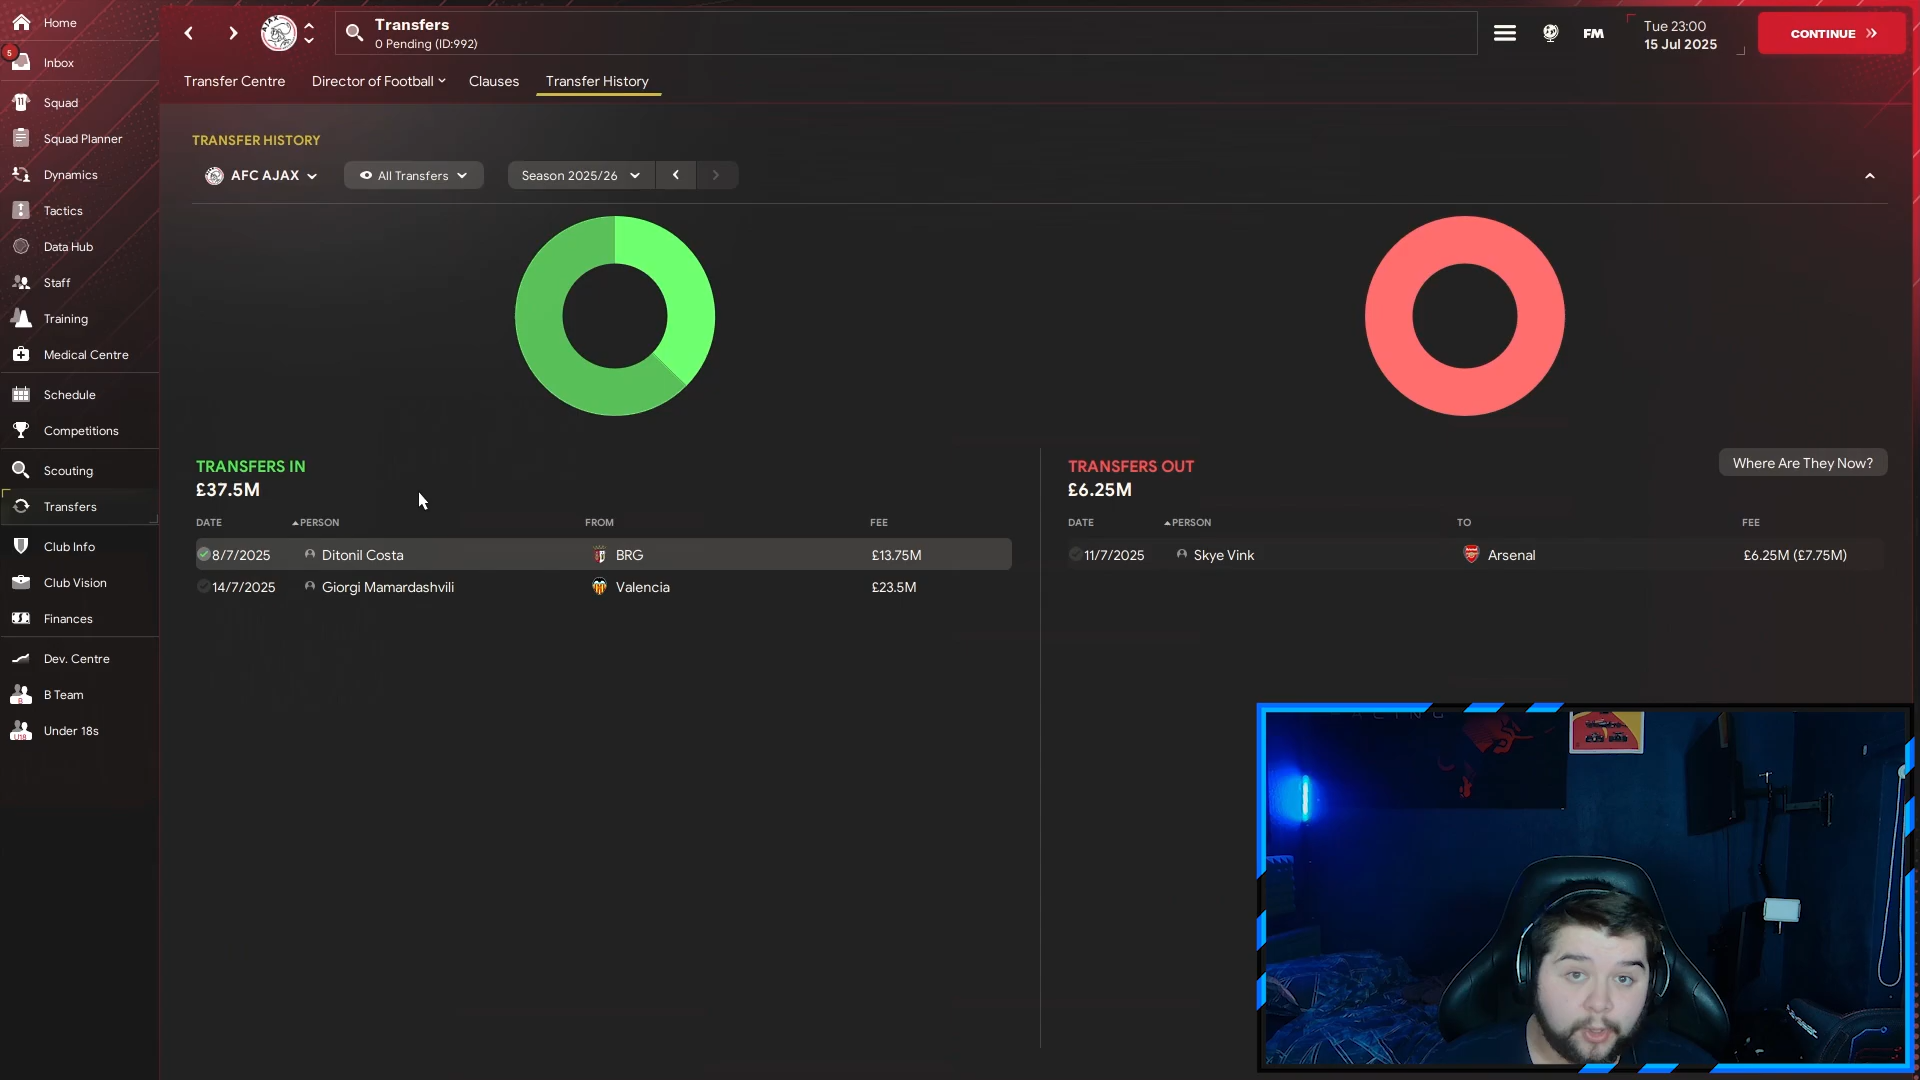 Home
5
Inbox
Squad
Squad Planner
Dynamics
Tactics
Data Hub
Staff
Training
Medical Centre
Schedule
Competitions
Scouting
Transfers
Club Info
Club Vision
Finances
Dev. Centre
B Team
Under 18s
Transfers
0 Pending (ID:992)
FM
Tue 23:00
15 Jul 2025
CONTINUE
Transfer Centre
Director of Football
Clauses
Transfer History
TRANSFER HISTORY
AFC AJAX
All Transfers
Season 2025/26
TRANSFERS IN
£37.5M
DATE PERSON FROM FEE
8/7/2025 Ditonil Costa BRG £13.75M
14/7/2025 Giorgi Mamardashvili Valencia £23.5M
TRANSFERS OUT
£6.25M
Where Are They Now?
DATE PERSON TO FEE
11/7/2025 Skye Vink Arsenal £6.25M (£7.75M)